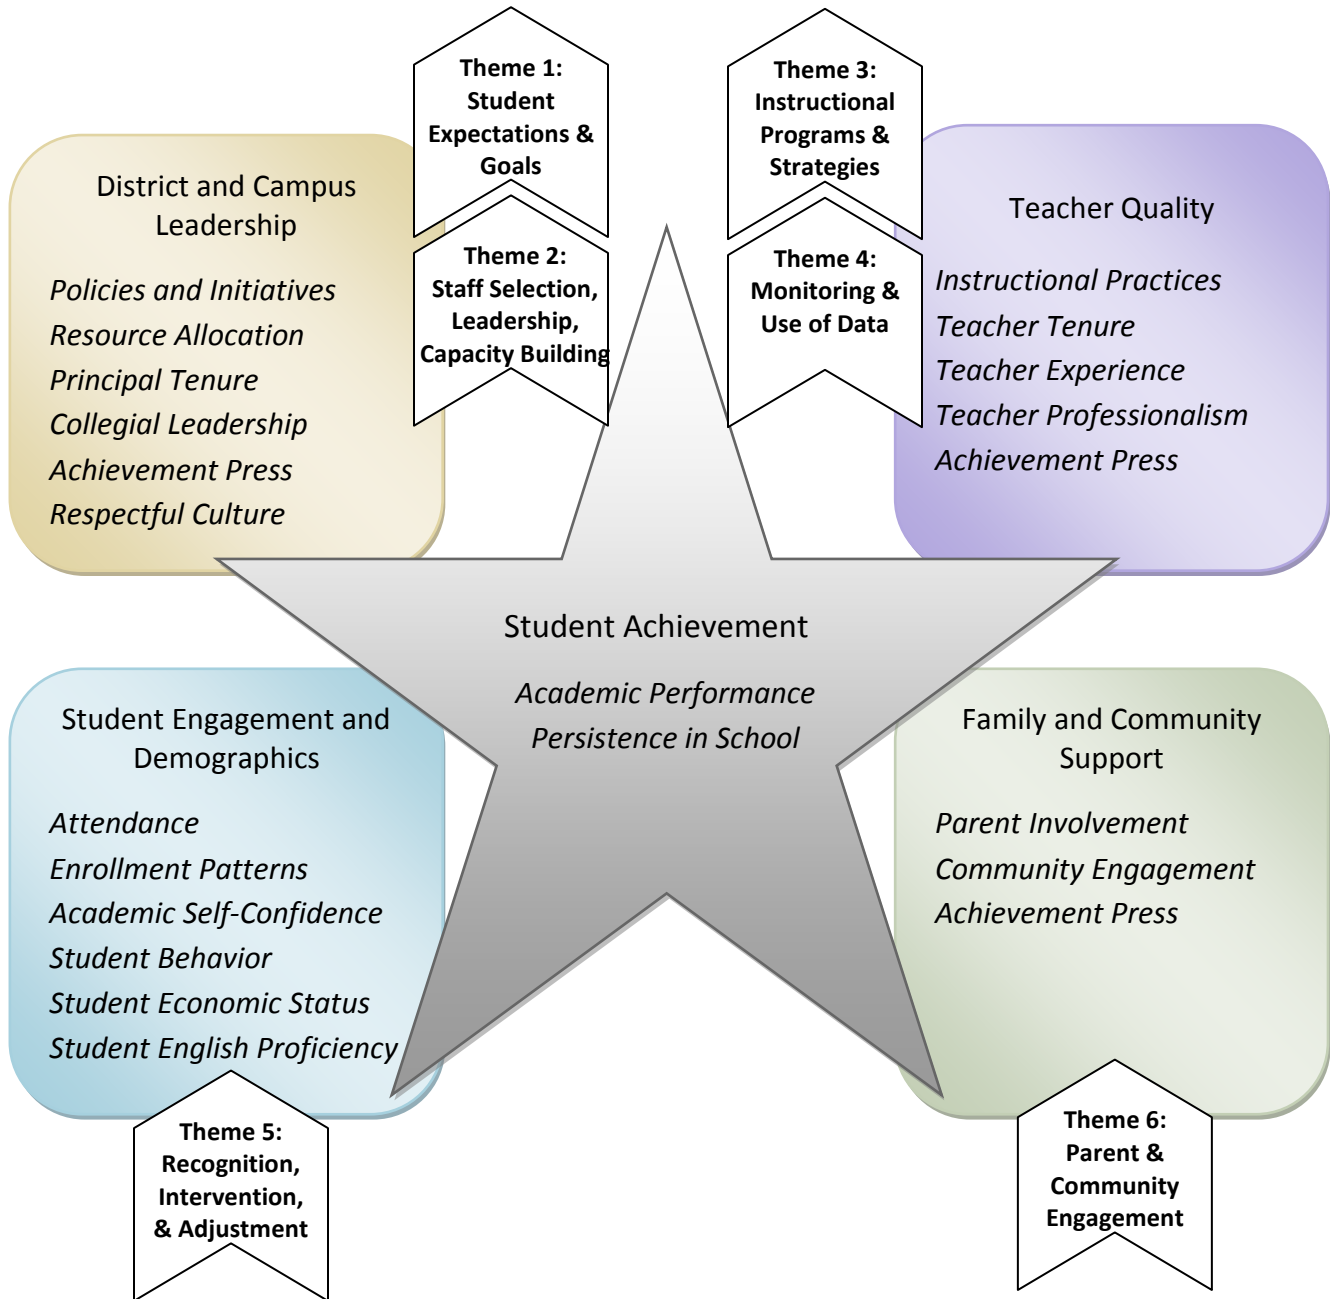 Theme 1:
Student
Expectations &
Goals
Theme 2:
Staff Selection,
Leadership,
Capacity Building
Theme 3:
Instructional
Programs &
Strategies
Theme 4:
Monitoring &
Use of Data
District and Campus
Leadership
Policies and Initiatives
Resource Allocation
Principal Tenure
Collegial Leadership
Achievement Press
Respectful Culture
Teacher Quality
Instructional Practices
Teacher Tenure
Teacher Experience
Teacher Professionalism
Achievement Press
Student Achievement
Academic Performance
Persistence in School
Student Engagement and
Demographics
Attendance
Enrollment Patterns
Academic Self-Confidence
Student Behavior
Student Economic Status
Student English Proficiency
Family and Community
Support
Parent Involvement
Community Engagement
Achievement Press
Theme 5:
Recognition,
Intervention,
& Adjustment
Theme 6:
Parent &
Community
Engagement